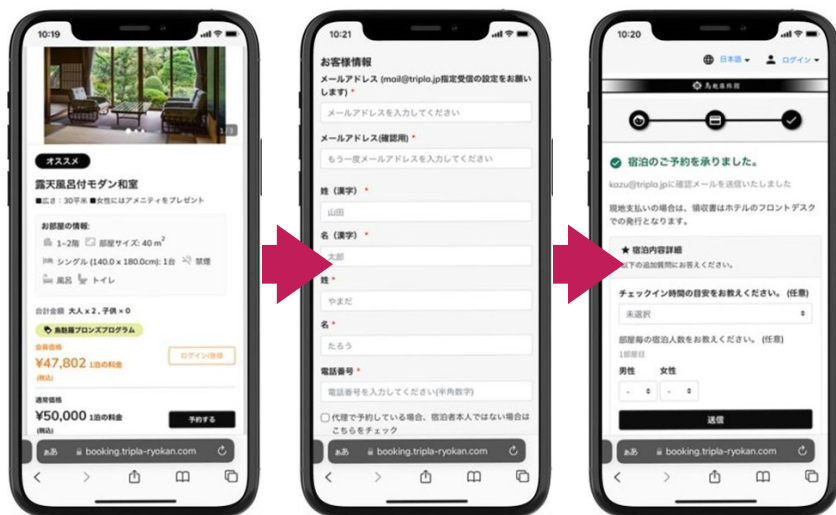 10:19
1/3
オススメ
露天風呂付モダン和室
■広さ：30平米 ■女性にはアメニティをプレゼント
お部屋の情報:
1~2階 部屋サイズ: 40 m²
シングル (140.0 x 180.0cm): 1台 禁煙
風呂 トイレ
合計金額 大人 x 2 , 子供 × 0
ブロンズプログラム
会員価格
¥47,802 1泊の料金
(税込)
ログイン/登録
通常価格
¥50,000 1泊の料金
(税込)
予約する
ぁあ booking.tripla-ryokan.com
10:21
お客様情報
メールアドレス (mail@tripla.jp指定受信の設定をお願い
します) *
メールアドレスを入力してください
メールアドレス(確認用) *
もう一度メールアドレスを入力してください
姓（漢字） *
山田
名（漢字） *
太郎
姓 *
やまだ
名 *
たろう
電話番号 *
電話番号を入力してください(半角数字)
代理で予約している場合、宿泊者本人ではない場合は
こちらをチェック
ぁあ booking.tripla-ryokan.com
10:20
日本語 ログイン
宿泊のご予約を承りました。
kazu@tripla.jpに確認メールを送信いたしました
現地支払いの場合は、領収書はホテルのフロントデスク
での発行となります。
★ 宿泊内容詳細
以下の追加質問にお答えください。
チェックイン時間の目安をお教えください。 (任意)
未選択
部屋毎の宿泊人数をお教えください。 (任意)
1部屋目
男性 女性
- -
送信
ぁあ booking.tripla-ryokan.com